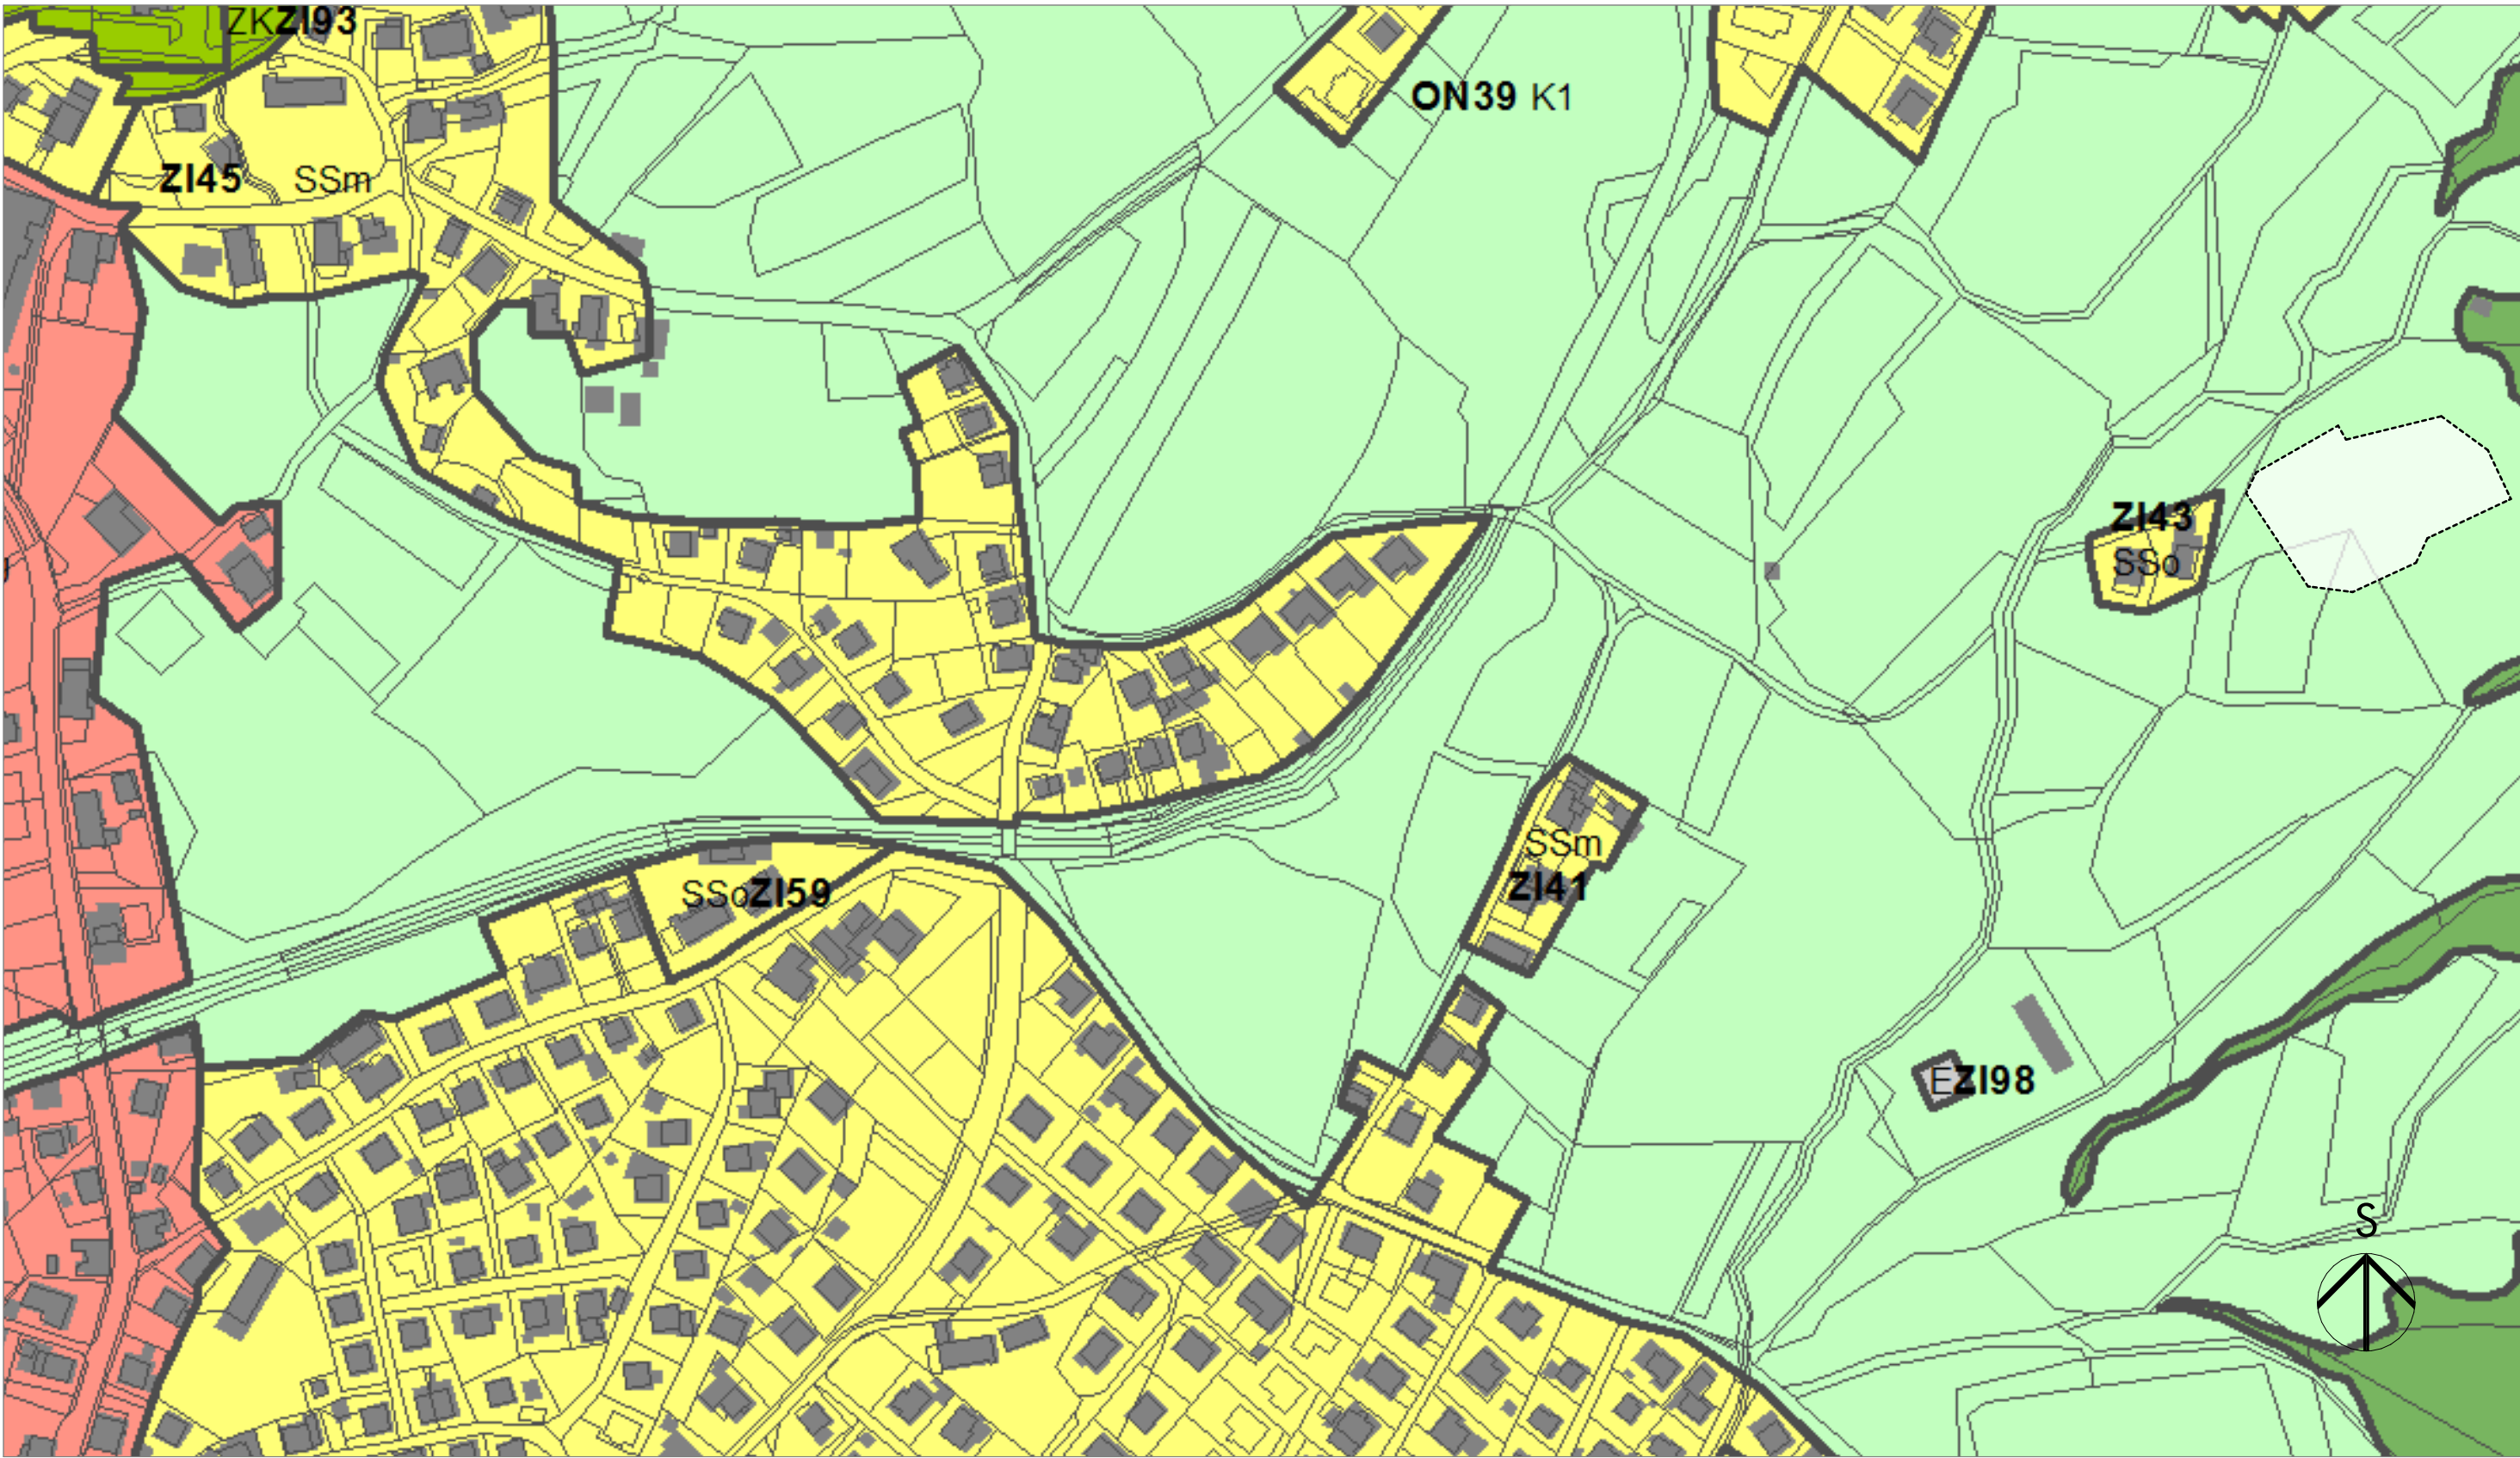 ZKZI93
ON39 K1
ZI45 SSm
ZI43
SSo
SSm
ZI41
SSoZI59
EZI98
S